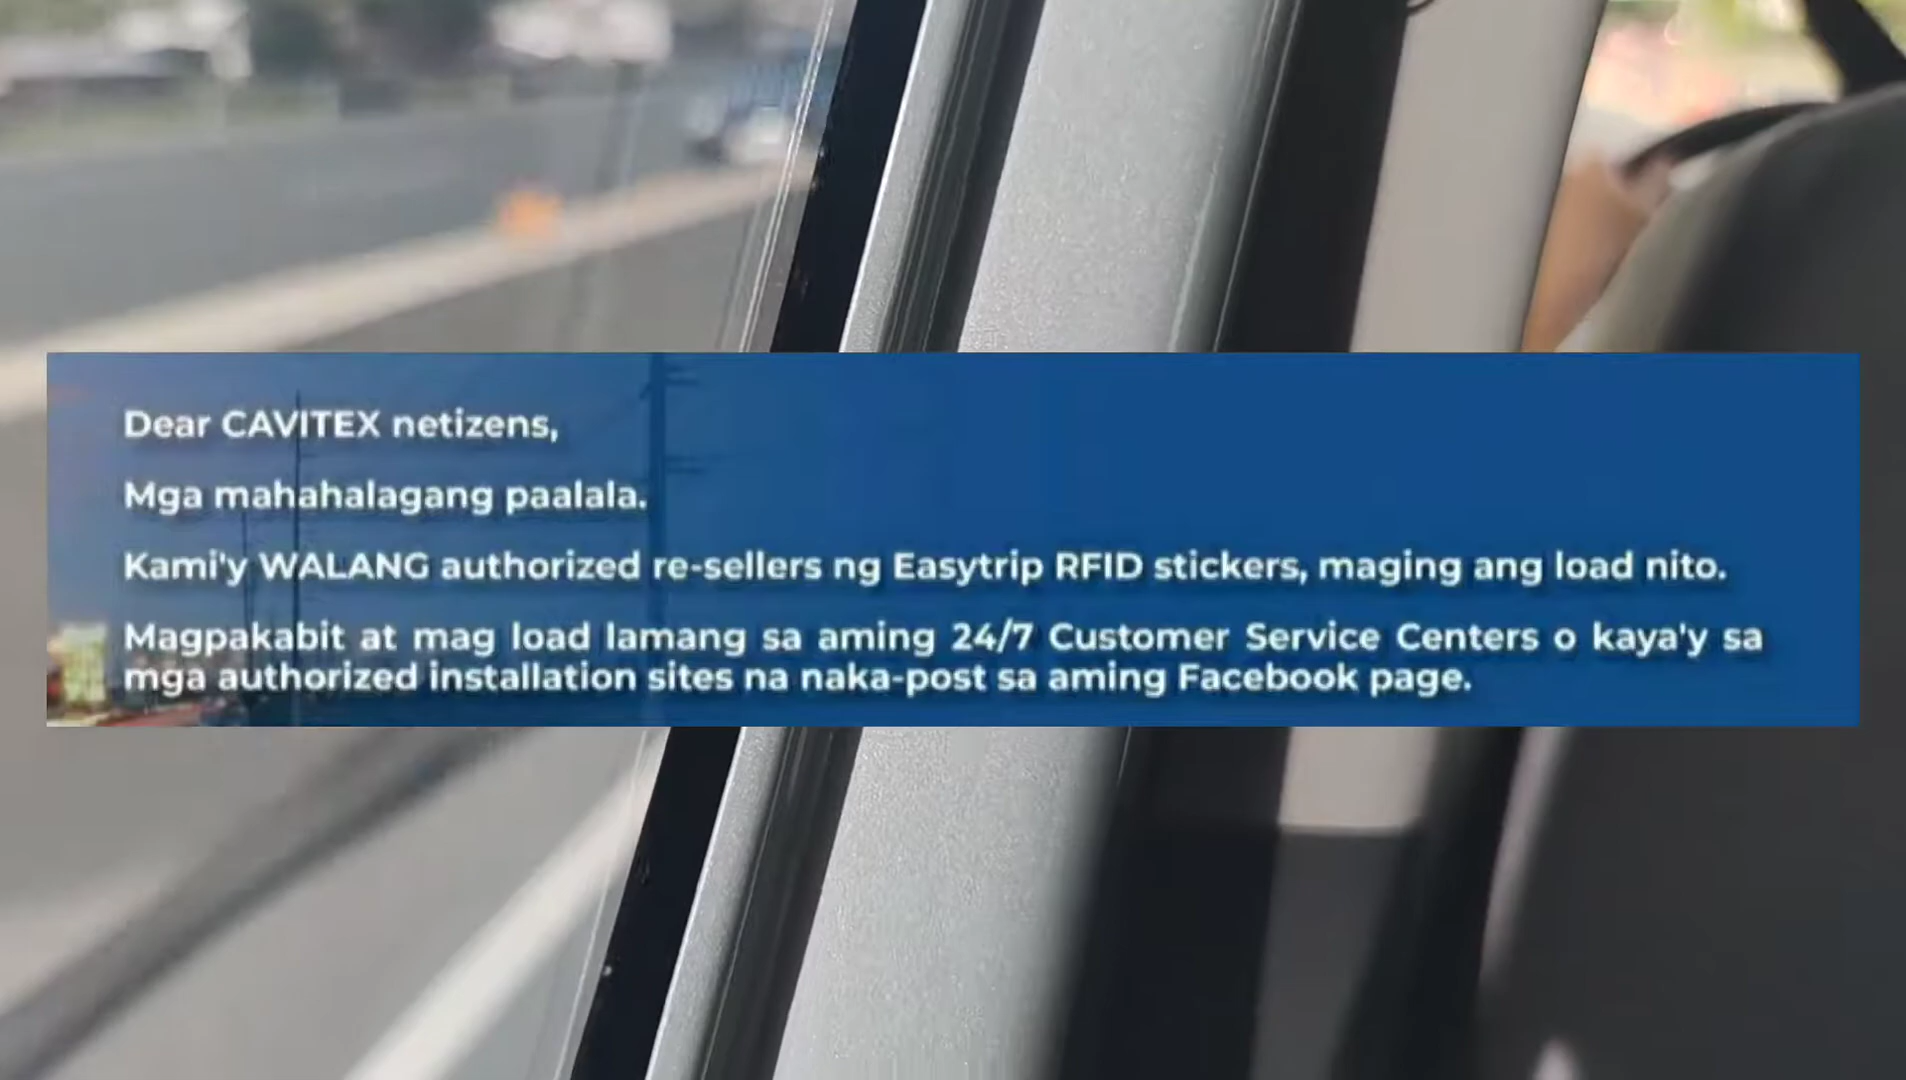 Dear CAVITEX netizens,
Mga mahahalagang paalala.
Kami'y WALANG authorized re-sellers ng Easytrip RFID stickers, maging ang load nito.
Magpakabit at mag load lamang sa aming 24/7 Customer Service Centers o kaya'y sa
mga authorized installation sites na naka-post sa aming Facebook page.